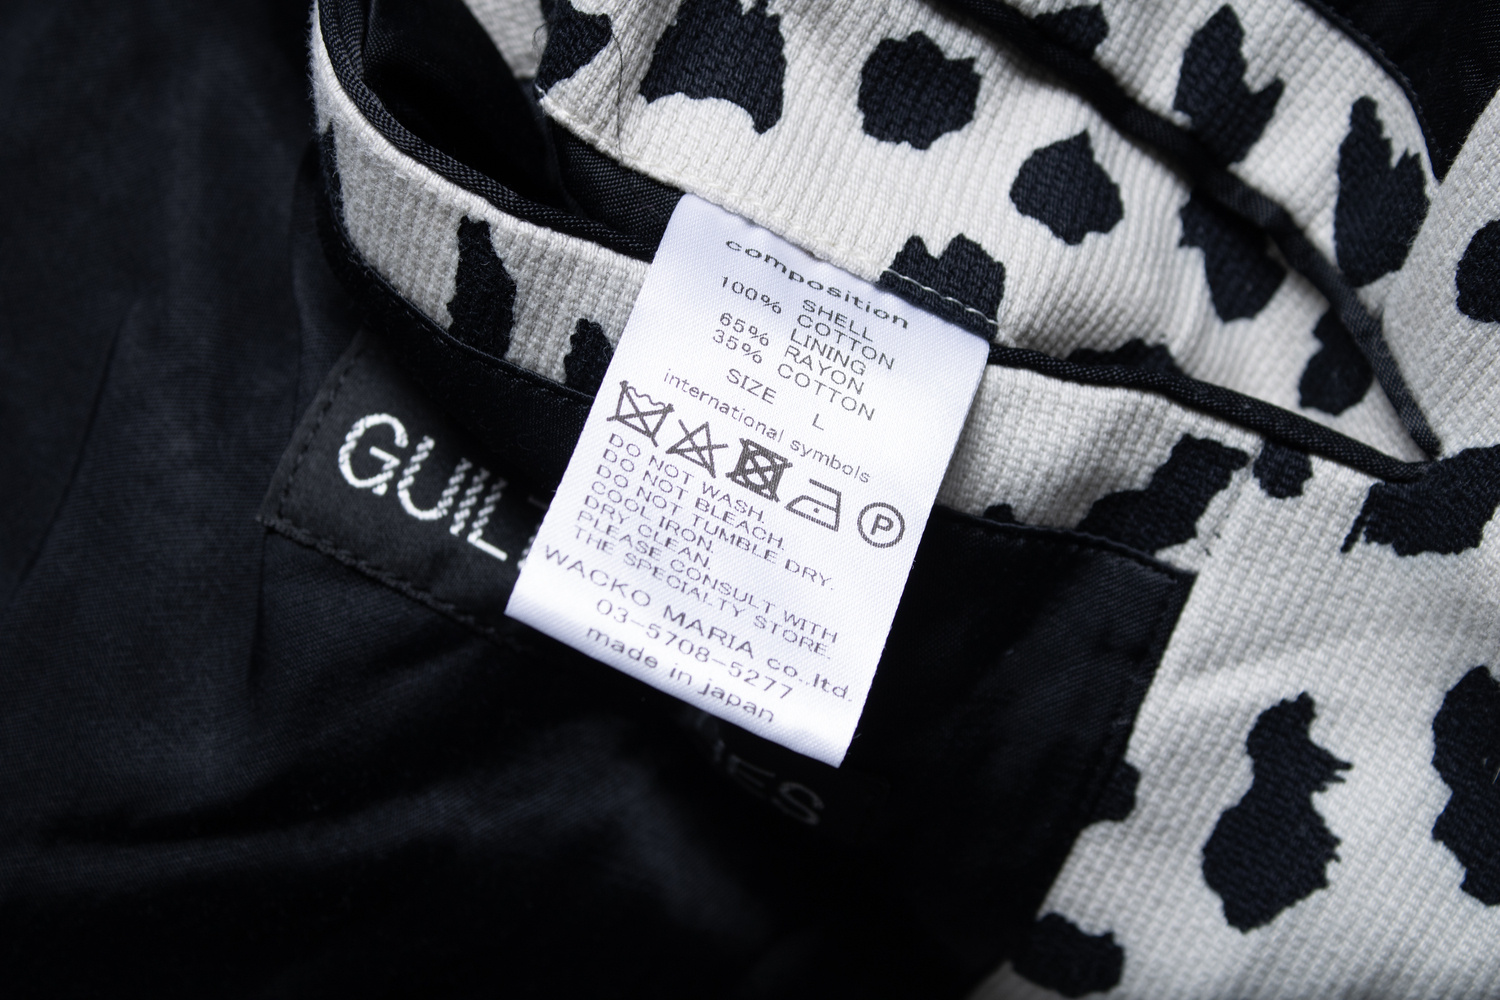 composition
SHELL
100% COTTON
LINING
65% RAYON
35% COTTON
SIZE L
international symbols
P
DO NOT WASH.
DO NOT BLEACH.
DO NOT TUMBLE DRY.
COOL IRON.
DRY CLEAN.
PLEASE CONSULT WITH
THE SPECIALTY STORE.
WACKO MARIA co.,ltd.
03-5708-5277
made in japan
GUIL
IES